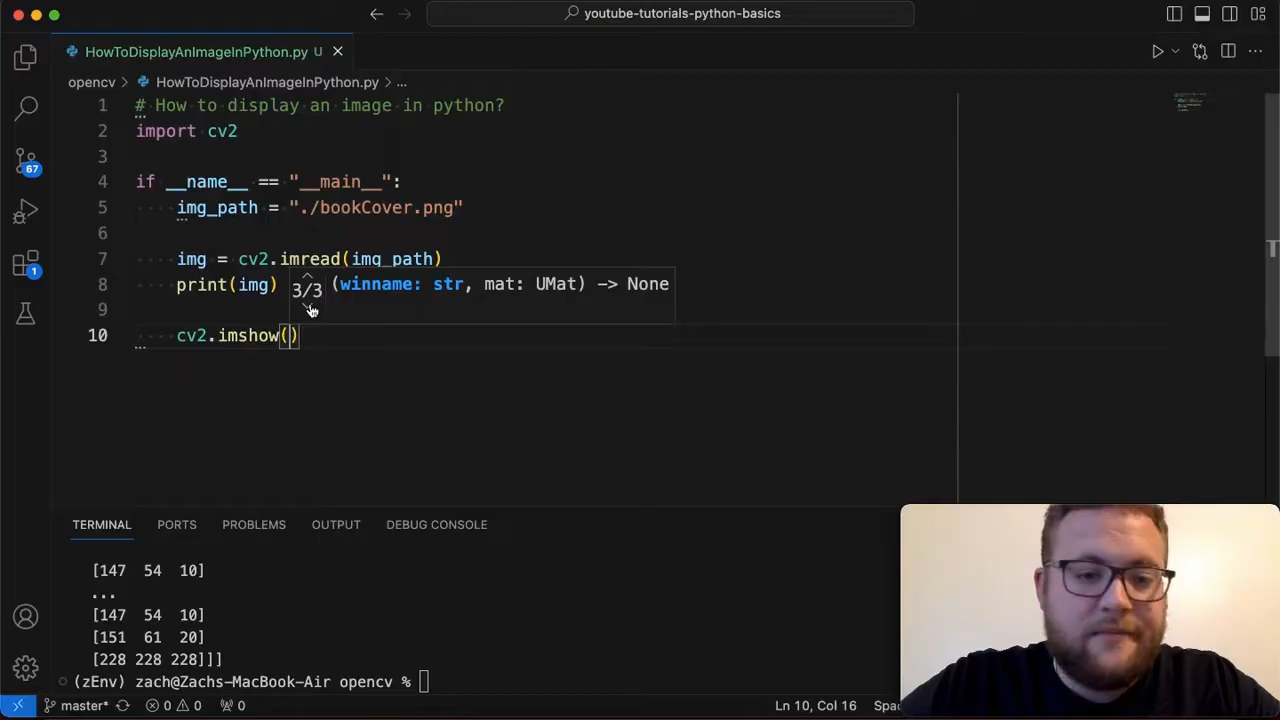 youtube-tutorials-python-basics
HowToDisplayAnImageInPython.py U
opencv > HowToDisplayAnImageInPython.py > ...
1 # How to display an image in python?
2 import cv2
3
4 if __name__ == "__main__":
5 img_path = "./bookCover.png"
6
7 img = cv2.imread(img_path)
8 print(img)
3/3 (winname: str, mat: UMat) -> None
9
10 cv2.imshow()
67
1
TERMINAL PORTS PROBLEMS OUTPUT DEBUG CONSOLE
[147 54 10]
...
[147 54 10]
[151 61 20]
[228 228 228]]]
(zEnv) zach@Zachs-MacBook-Air opencv %
master* 0 0 0 Ln 10, Col 16